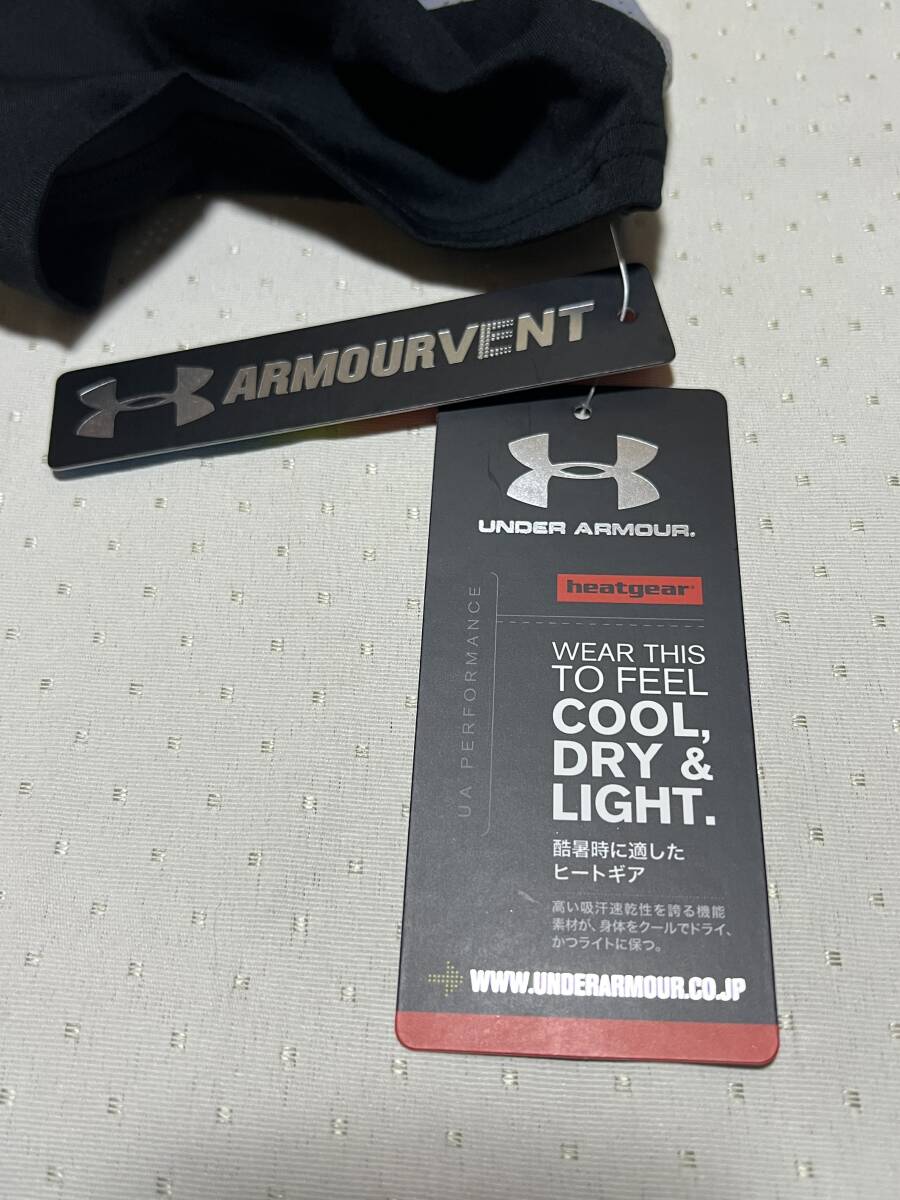 ARMOURVENT
UNDER ARMOUR.
heatgear
UA PERFORMANCE
WEAR THIS
TO FEEL
COOL,
DRY &
LIGHT.
酷暑時に適した
ヒートギア
高い吸汗速乾性を誇る機能
素材が、身体をクールでドライ、
かつライトに保つ。
WWW.UNDERARMOUR.CO.JP